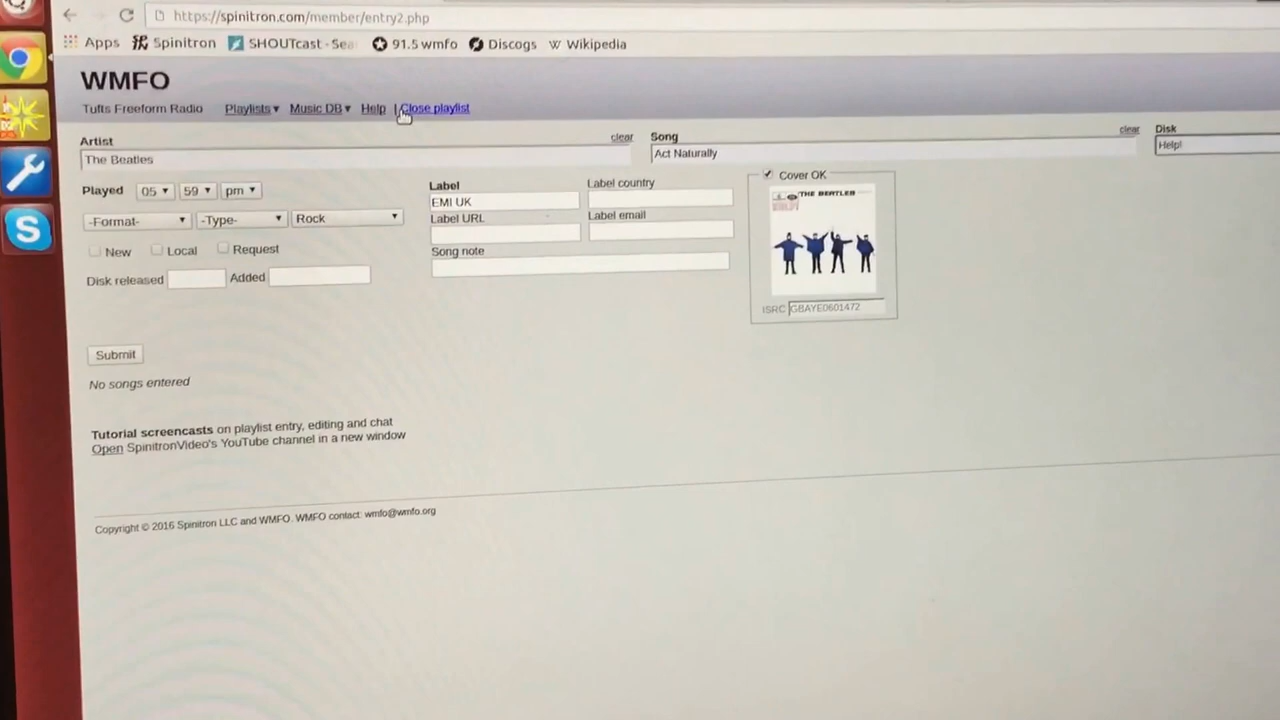 https://spinitron.com/member/entry2.php
Apps Spinitron SHOUTcast - Sea 91.5 wmfo Discogs W Wikipedia
WMFO
Tufts Freeform Radio Playlists▾ Music DB▾ Help | Close playlist
Artist clear Song clear Disk
The Beatles Act Naturally Help!
Played 05 59 pm Label Label country Cover OK
EMI UK THE BEATLES
-Format- -Type- Rock Label URL Label email
New Local Request Song note
Disk released Added
ISRC GBAYE0601472
Submit
No songs entered
Tutorial screencasts on playlist entry, editing and chat
Open SpinitronVideo's YouTube channel in a new window
Copyright © 2016 Spinitron LLC and WMFO. WMFO contact: wmfo@wmfo.org
S